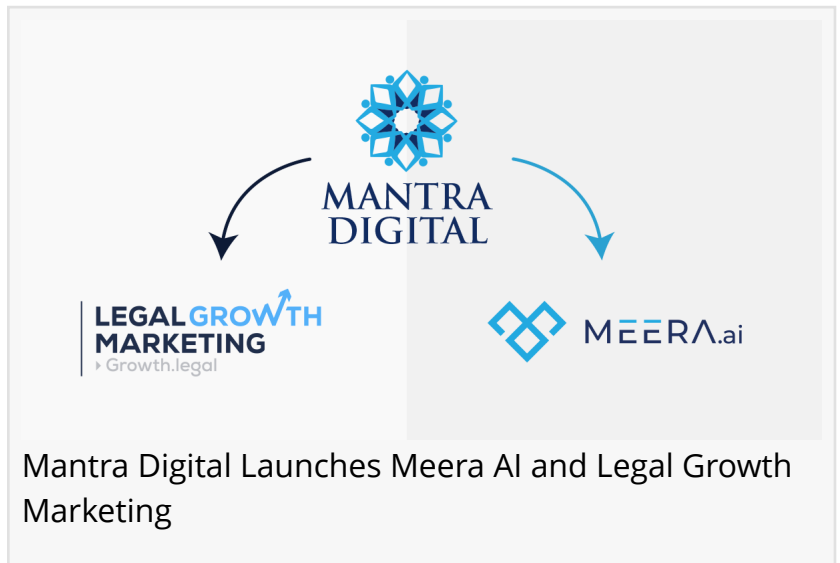 MANTRA
DIGITAL
LEGAL GROWTH
MARKETING
Growth.legal
MEERA.ai
Mantra Digital Launches Meera AI and Legal Growth
Marketing